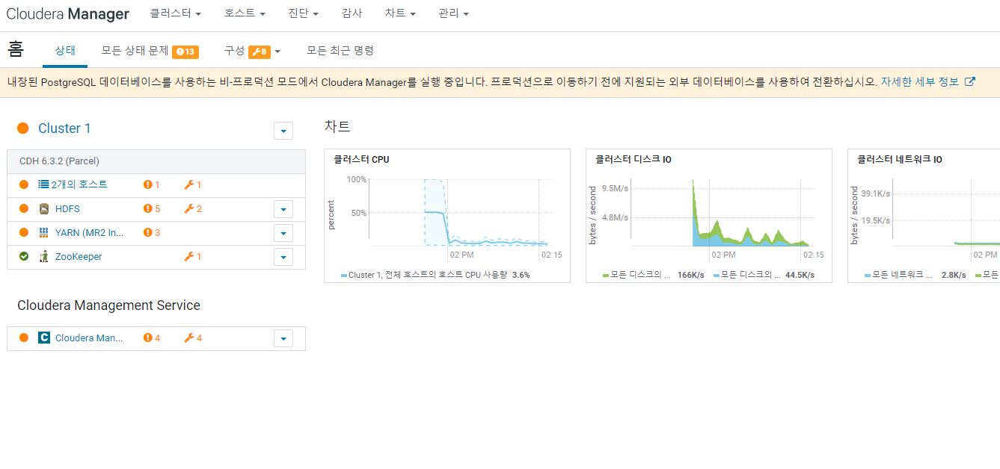 Cloudera Manager 클러스터 호스트 진단 감사 차트 관리
홈 상태 모든 상태 문제 13 구성 8 모든 최근 명령
내장된 PostgreSQL 데이터베이스를 사용하는 비-프로덕션 모드에서 Cloudera Manager를 실행 중입니다. 프로덕션으로 이동하기 전에 지원되는 외부 데이터베이스를 사용하여 전환하십시오. 자세한 세부 정보
Cluster 1
CDH 6.3.2 (Parcel)
2개의 호스트 1 1
HDFS 5 2
YARN (MR2 In... 3
ZooKeeper 1
Cloudera Management Service
C Cloudera Man... 4 4
차트
클러스터 CPU
percent
100%
50%
02 PM 02:15
Cluster 1, 전체 호스트의 호스트 CPU 사용량 3.6%
클러스터 디스크 IO
bytes / second
9.5M/s
4.8M/s
02 PM 02:15
모든 디스크의 ... 166K/s 모든 디스크의 ... 44.5K/s
클러스터 네트워크 IO
bytes / second
39.1K/s
19.5K/s
02 PM
모든 네트워크 ... 2.8K/s 모든